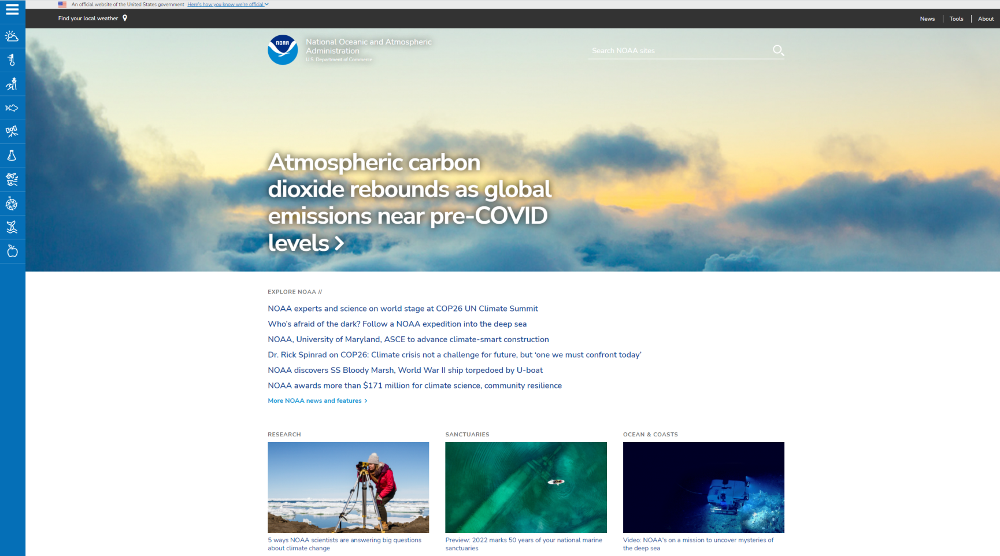 An official website of the United States government Here's how you know we're official
Find your local weather
News
Tools
About
NOAA
National Oceanic and Atmospheric
Administration
U.S. Department of Commerce
Search NOAA sites
Atmospheric carbon
dioxide rebounds as global
emissions near pre-COVID
levels >
EXPLORE NOAA //
NOAA experts and science on world stage at COP26 UN Climate Summit
Who's afraid of the dark? Follow a NOAA expedition into the deep sea
NOAA, University of Maryland, ASCE to advance climate-smart construction
Dr. Rick Spinrad on COP26: Climate crisis not a challenge for future, but ‘one we must confront today’
NOAA discovers SS Bloody Marsh, World War II ship torpedoed by U-boat
NOAA awards more than $171 million for climate science, community resilience
More NOAA news and features >
RESEARCH
5 ways NOAA scientists are answering big questions
about climate change
SANCTUARIES
Preview: 2022 marks 50 years of your national marine
sanctuaries
OCEAN & COASTS
Video: NOAA's on a mission to uncover mysteries of
the deep sea